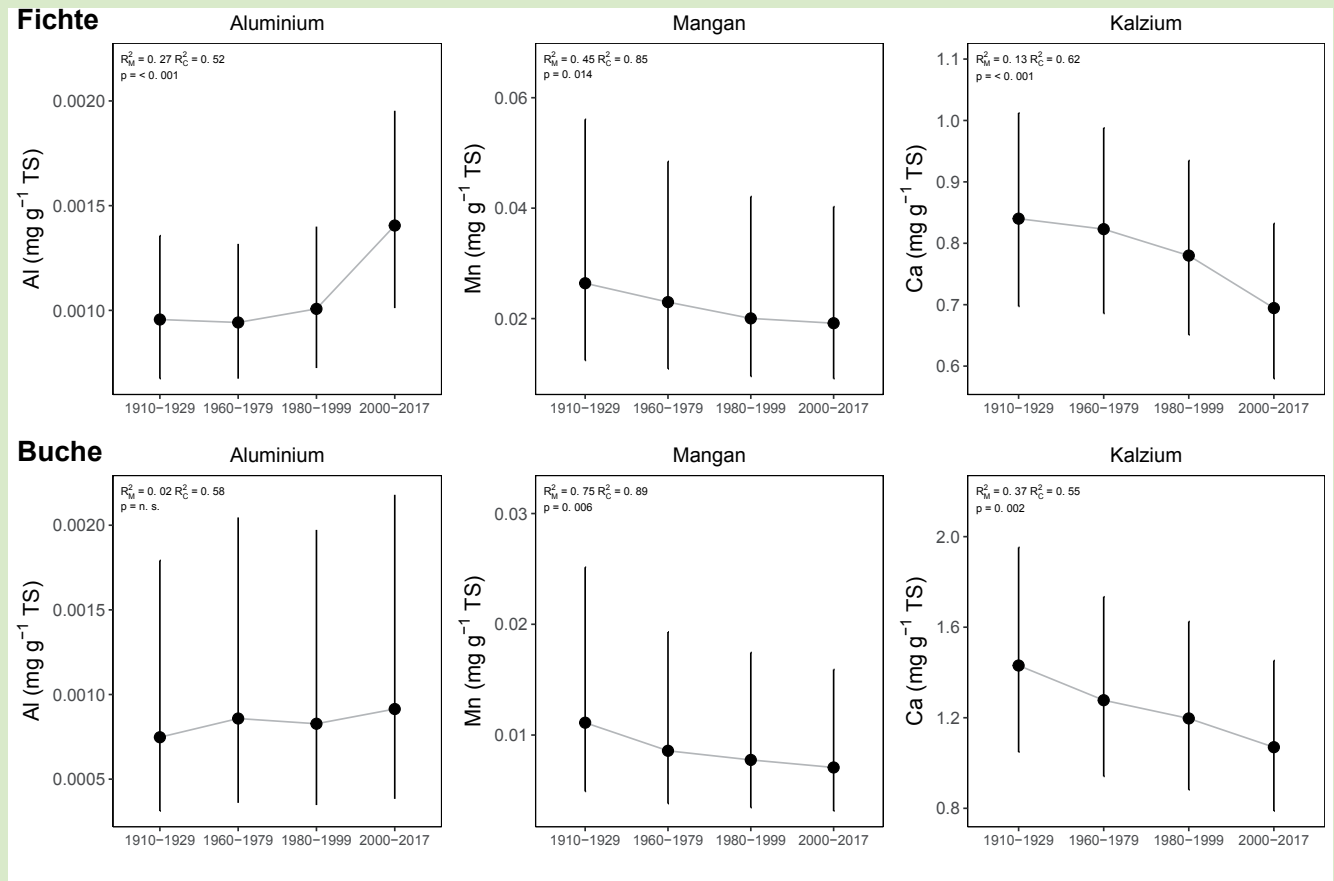 Fichte
Aluminium
R²M = 0. 27 R²C = 0. 52
p = < 0. 001
Al (mg g⁻¹ TS)
0.0020
0.0015
0.0010
1910−1929 1960−1979 1980−1999 2000−2017
Mangan
R²M = 0. 45 R²C = 0. 85
p = 0. 014
Mn (mg g⁻¹ TS)
0.06
0.04
0.02
1910−1929 1960−1979 1980−1999 2000−2017
Kalzium
R²M = 0. 13 R²C = 0. 62
p = < 0. 001
Ca (mg g⁻¹ TS)
1.1
1.0
0.9
0.8
0.7
0.6
1910−1929 1960−1979 1980−1999 2000−2017
Buche
Aluminium
R²M = 0. 02 R²C = 0. 58
p = n. s.
Al (mg g⁻¹ TS)
0.0020
0.0015
0.0010
0.0005
1910−1929 1960−1979 1980−1999 2000−2017
Mangan
R²M = 0. 75 R²C = 0. 89
p = 0. 006
Mn (mg g⁻¹ TS)
0.03
0.02
0.01
1910−1929 1960−1979 1980−1999 2000−2017
Kalzium
R²M = 0. 37 R²C = 0. 55
p = 0. 002
Ca (mg g⁻¹ TS)
2.0
1.6
1.2
0.8
1910−1929 1960−1979 1980−1999 2000−2017